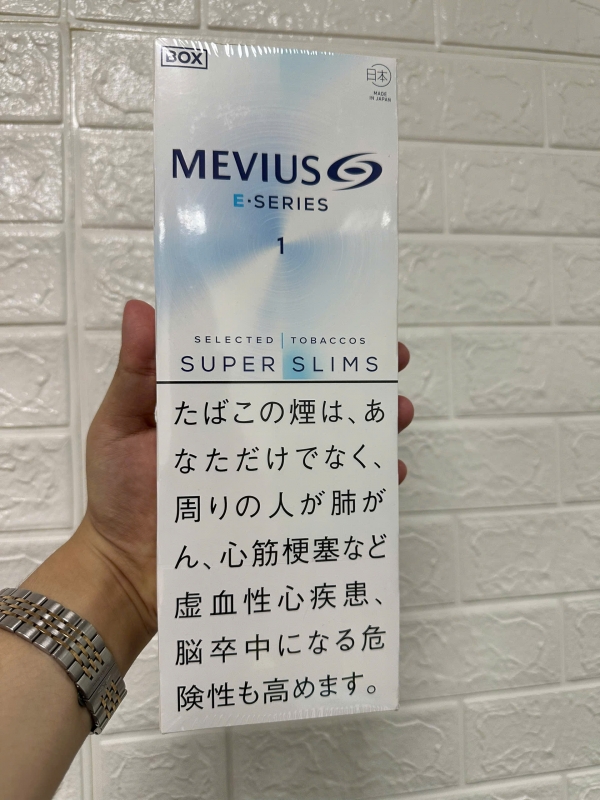 BOX
日本
MADE
IN JAPAN
MEVIUS
E·SERIES
1
SELECTED | TOBACCOS
SUPER SLIMS
たばこの煙は、あ
なただけでなく、
周りの人が肺が
ん、心筋梗塞など
虚血性心疾患、
脳卒中になる危
険性も高めます。